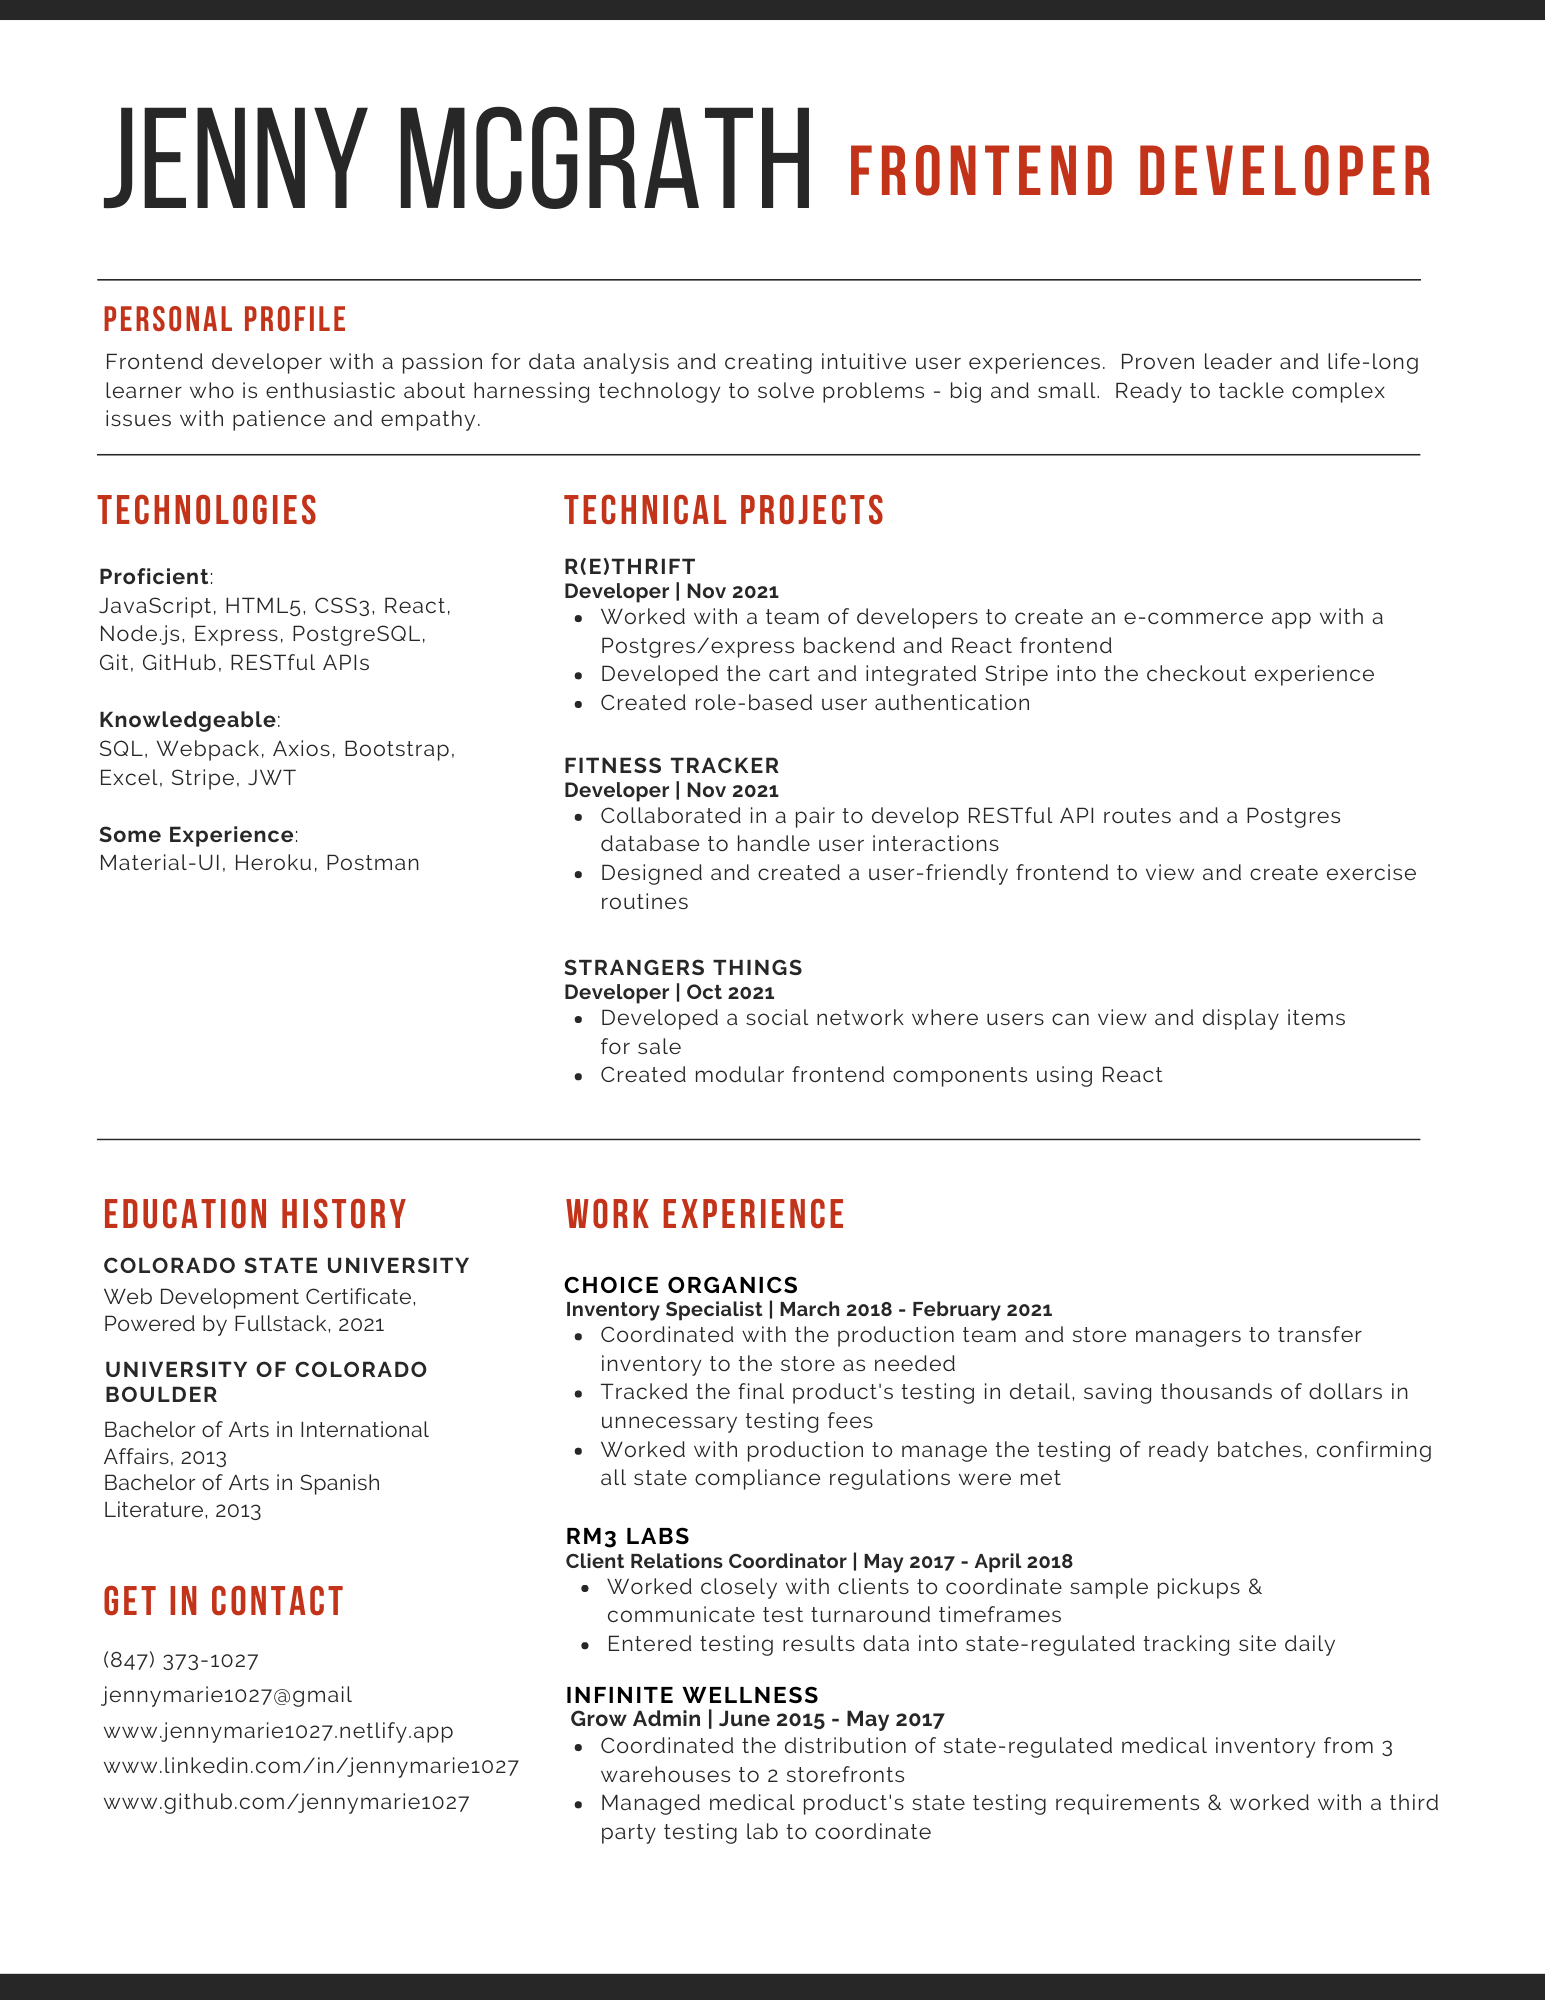 JENNY MCGRATH FRONTEND DEVELOPER
PERSONAL PROFILE
Frontend developer with a passion for data analysis and creating intuitive user experiences.  Proven leader and life-long
learner who is enthusiastic about harnessing technology to solve problems - big and small.  Ready to tackle complex
issues with patience and empathy.
TECHNOLOGIES
Proficient:
JavaScript, HTML5, CSS3, React,
Node.js, Express, PostgreSQL,
Git, GitHub, RESTful APIs
Knowledgeable:
SQL, Webpack, Axios, Bootstrap,
Excel, Stripe, JWT
Some Experience:
Material-UI, Heroku, Postman
TECHNICAL PROJECTS
R(E)THRIFT
Developer | Nov 2021
• Worked with a team of developers to create an e-commerce app with a
Postgres/express backend and React frontend
• Developed the cart and integrated Stripe into the checkout experience
• Created role-based user authentication
FITNESS TRACKER
Developer | Nov 2021
• Collaborated in a pair to develop RESTful API routes and a Postgres
database to handle user interactions
• Designed and created a user-friendly frontend to view and create exercise
routines
STRANGERS THINGS
Developer | Oct 2021
• Developed a social network where users can view and display items
for sale
• Created modular frontend components using React
EDUCATION HISTORY
COLORADO STATE UNIVERSITY
Web Development Certificate,
Powered by Fullstack, 2021
UNIVERSITY OF COLORADO
BOULDER
Bachelor of Arts in International
Affairs, 2013
Bachelor of Arts in Spanish
Literature, 2013
GET IN CONTACT
(847) 373-1027
jennymarie1027@gmail
www.jennymarie1027.netlify.app
www.linkedin.com/in/jennymarie1027
www.github.com/jennymarie1027
WORK EXPERIENCE
CHOICE ORGANICS
Inventory Specialist | March 2018 - February 2021
• Coordinated with the production team and store managers to transfer
inventory to the store as needed
• Tracked the final product's testing in detail, saving thousands of dollars in
unnecessary testing fees
• Worked with production to manage the testing of ready batches, confirming
all state compliance regulations were met
RM3 LABS
Client Relations Coordinator | May 2017 - April 2018
• Worked closely with clients to coordinate sample pickups &
communicate test turnaround timeframes
• Entered testing results data into state-regulated tracking site daily
INFINITE WELLNESS
Grow Admin | June 2015 - May 2017
• Coordinated the distribution of state-regulated medical inventory from 3
warehouses to 2 storefronts
• Managed medical product's state testing requirements & worked with a third
party testing lab to coordinate